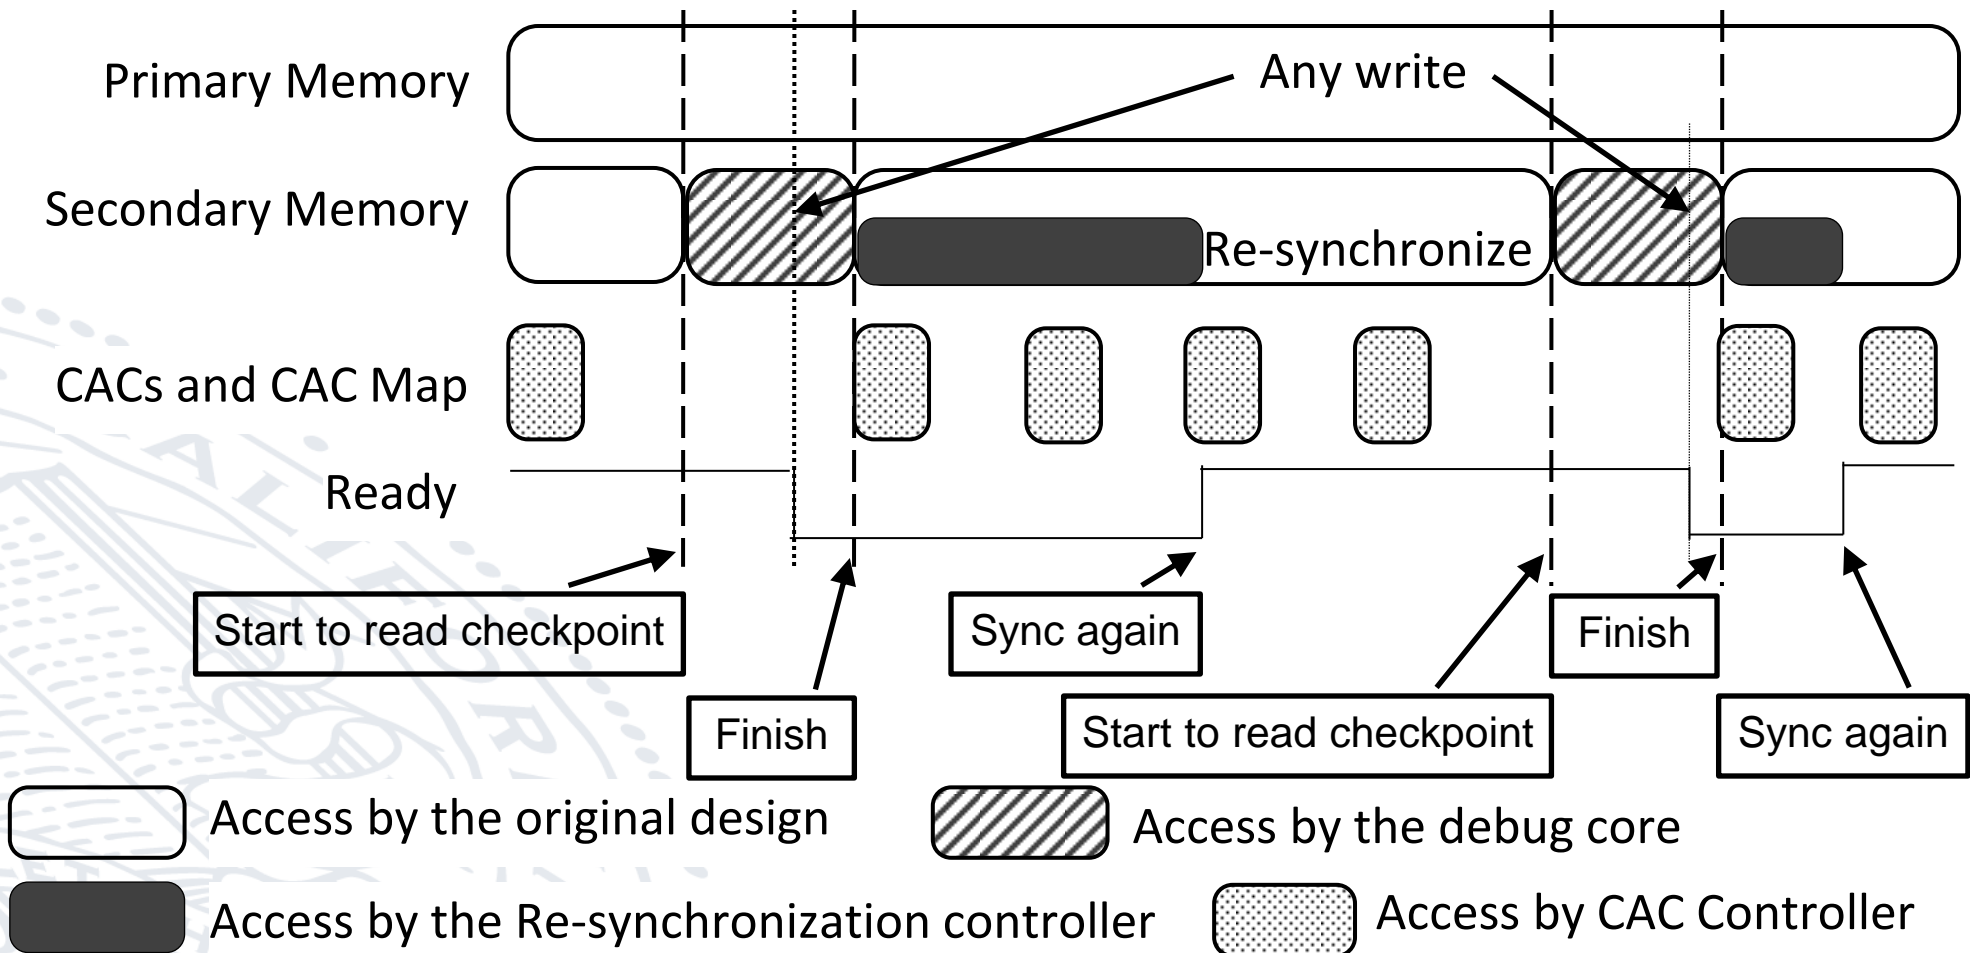 Primary Memory
Any write
Secondary Memory
Re-synchronize
CACs and CAC Map
Ready
Start to read checkpoint
Sync again
Finish
Finish
Start to read checkpoint
Sync again
Access by the original design
Access by the debug core
Access by the Re-synchronization controller
Access by CAC Controller
ALIFOR